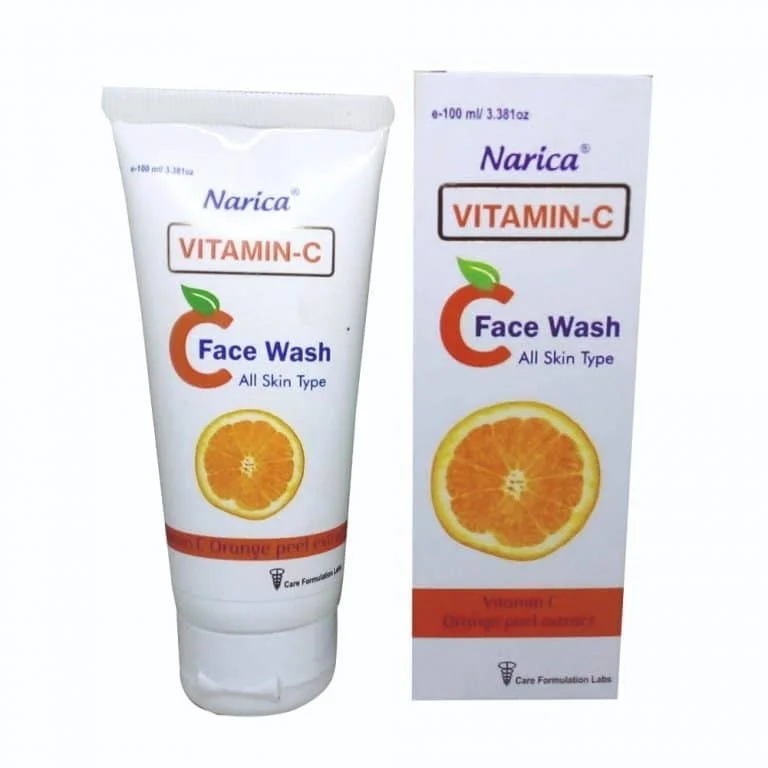 e-100 ml/ 3.381oz
Narica®
VITAMIN-C
Face Wash
All Skin Type
C Orange peel
Care Formulation Labs
e-100 ml/ 3.381oz
Narica®
VITAMIN-C
C Face Wash
All Skin Type
Vitamin C
Orange peel extract
Care Formulation Labs